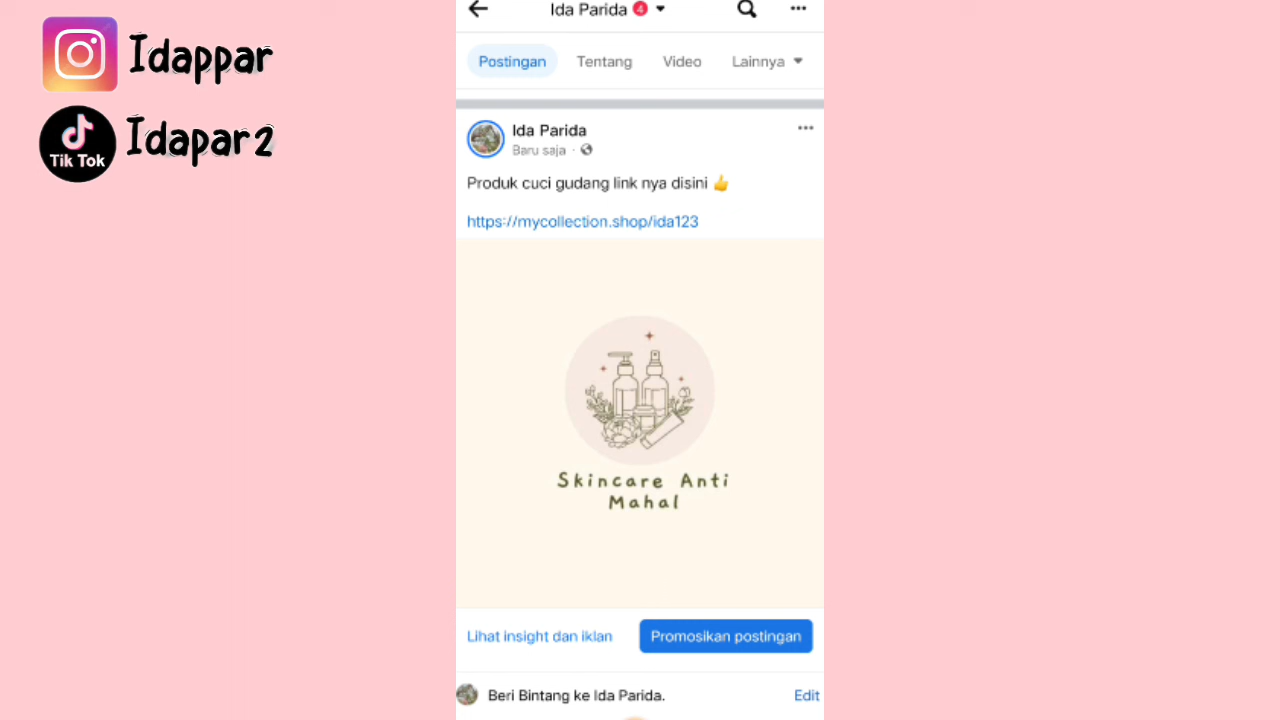 Idappar
Tik Tok
Idapar2
Ida Parida 4
Postingan Tentang Video Lainnya
Ida Parida
Baru saja
Produk cuci gudang link nya disini 👍
https://mycollection.shop/ida123
Skincare Anti
Mahal
Lihat insight dan iklan Promosikan postingan
Beri Bintang ke Ida Parida. Edit